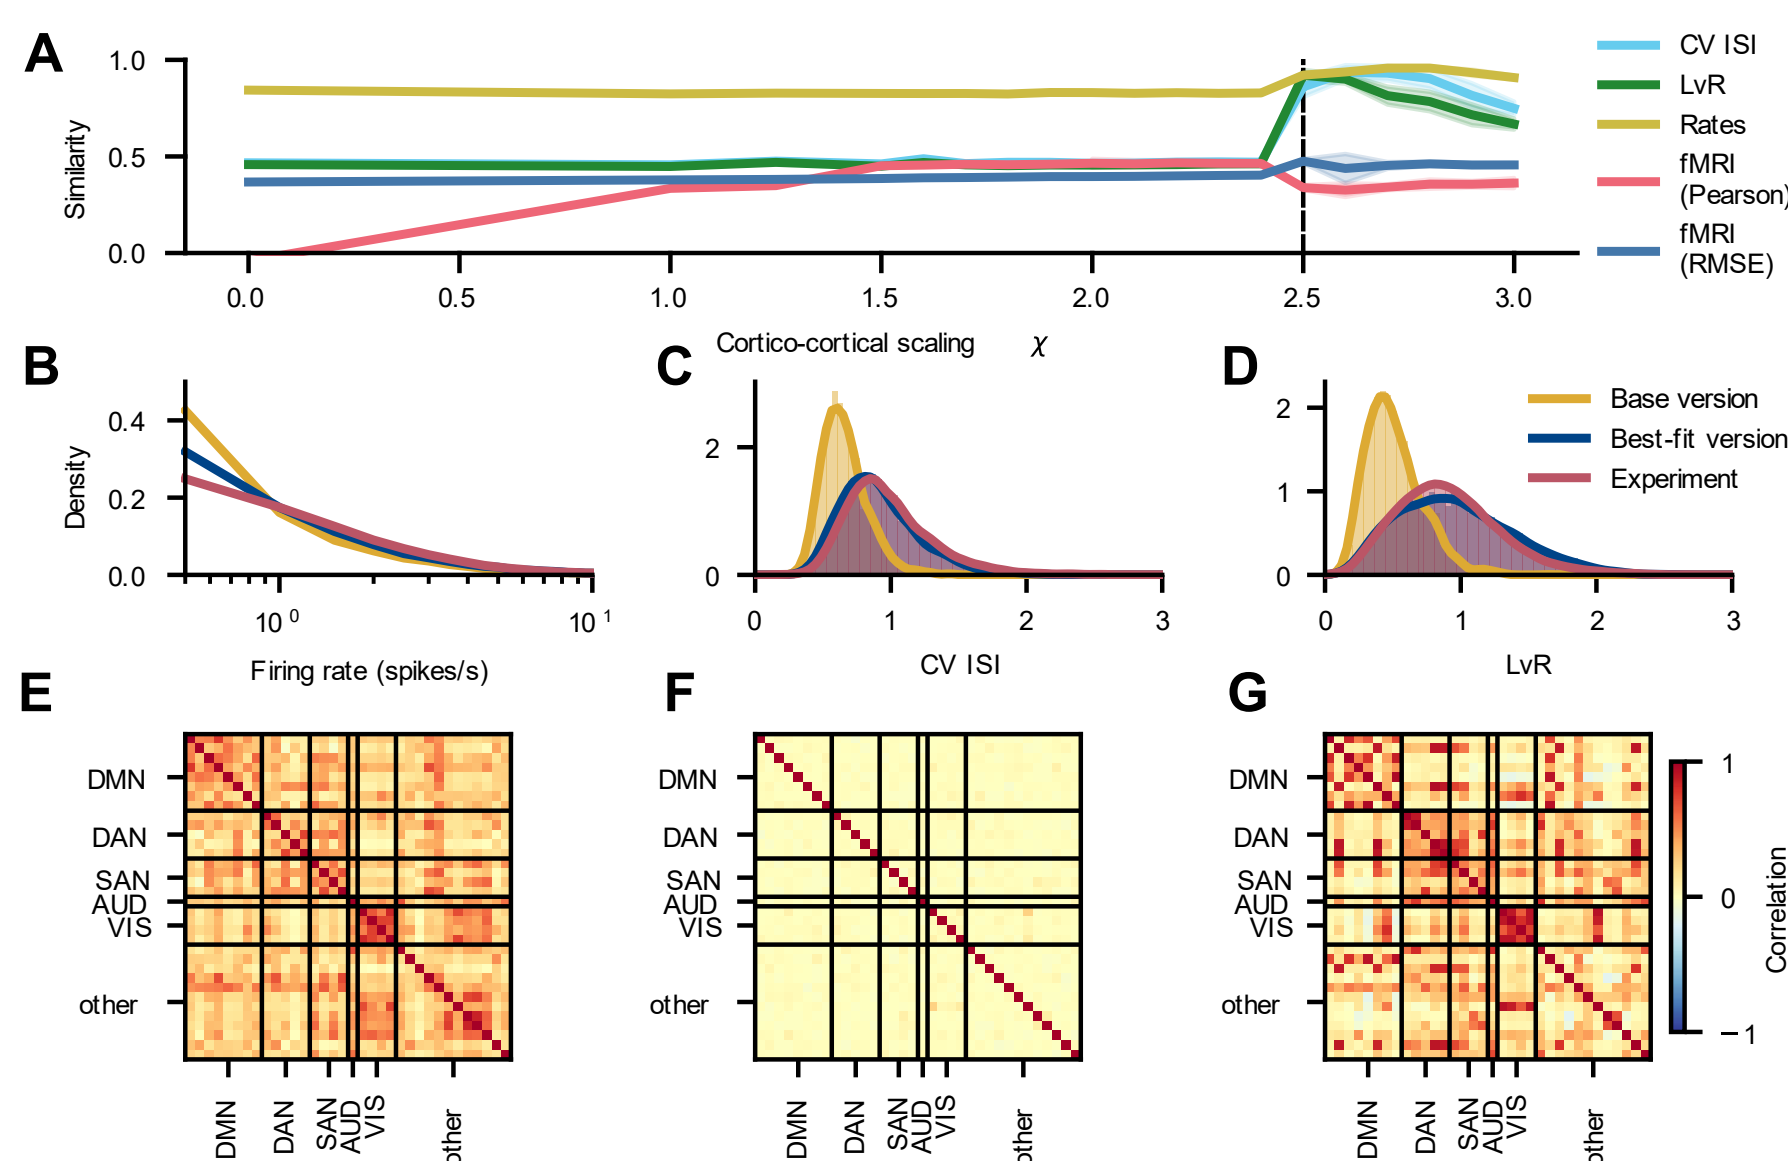 A
1.0
0.5
0.0
Similarity
0.0 0.5 1.0 1.5 2.0 2.5 3.0
Cortico-cortical scaling χ
CV ISI
LvR
Rates
fMRI
(Pearson)
fMRI
(RMSE)
B
0.4
0.2
0.0
Density
10⁰ 10¹
Firing rate (spikes/s)
C
2
0
0 1 2 3
CV ISI
D
2
1
0
0 1 2 3
LvR
Base version
Best-fit version
Experiment
E
DMN
DAN
SAN
AUD
VIS
other
DMN DAN SAN AUD VIS other
F
DMN
DAN
SAN
AUD
VIS
other
DMN DAN SAN AUD VIS other
G
DMN
DAN
SAN
AUD
VIS
other
DMN DAN SAN AUD VIS other
1
0
−1
Correlation